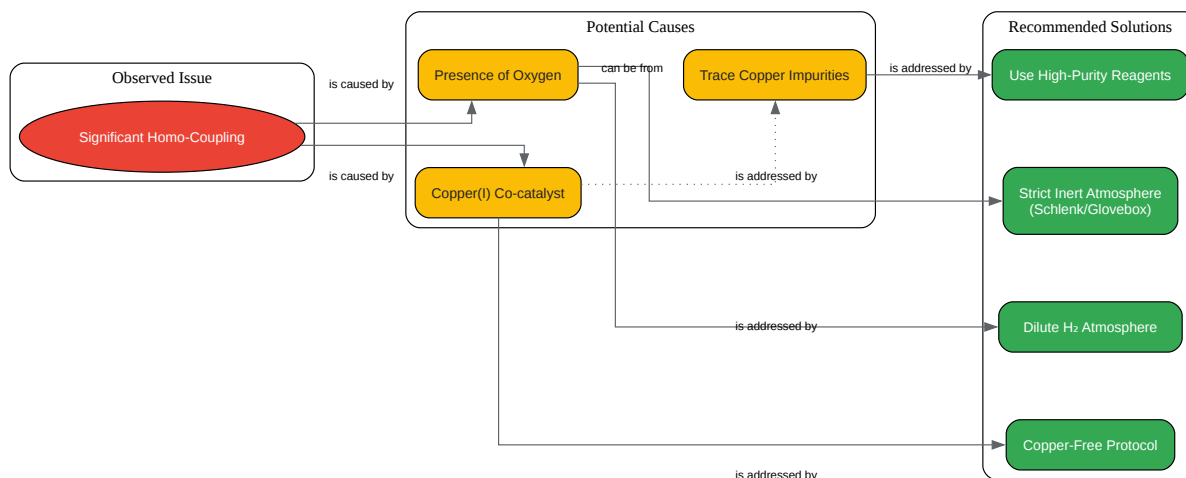 Potential Causes
Recommended Solutions
Observed Issue
is caused by
Presence of Oxygen
can be from
Trace Copper Impurities
is addressed by
Use High-Purity Reagents
Significant Homo-Coupling
is caused by
Copper(I) Co-catalyst
is addressed by
Strict Inert Atmosphere
(Schlenk/Glovebox)
is addressed by
Dilute H₂ Atmosphere
Copper-Free Protocol
is addressed by